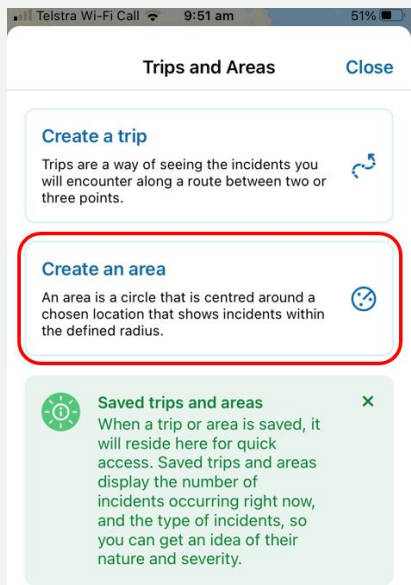 Telstra Wi-Fi Call 9:51 am 51%
Trips and Areas Close
Create a trip
Trips are a way of seeing the incidents you
will encounter along a route between two or
three points.
Create an area
An area is a circle that is centred around a
chosen location that shows incidents within
the defined radius.
Saved trips and areas
When a trip or area is saved, it
will reside here for quick
access. Saved trips and areas
display the number of
incidents occurring right now,
and the type of incidents, so
you can get an idea of their
nature and severity.